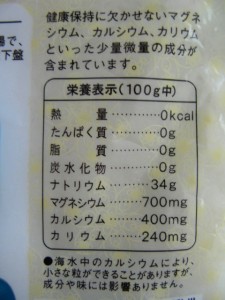 健康保持に欠かせないマグネ
シウム、カルシウム、カリウム
といった少量微量の成分が
含まれています。
で、
下盤
栄養表示(100g中)
熱量……………0kcal
たんぱく質………0g
脂質……………0g
炭水化物…………0g
ナトリウム………34g
マグネシウム……700mg
カルシウム………400mg
カリウム…………240mg
●海水中のカルシウムにより、
小さな粒ができることがありますが、
成分や味には影響ありません。